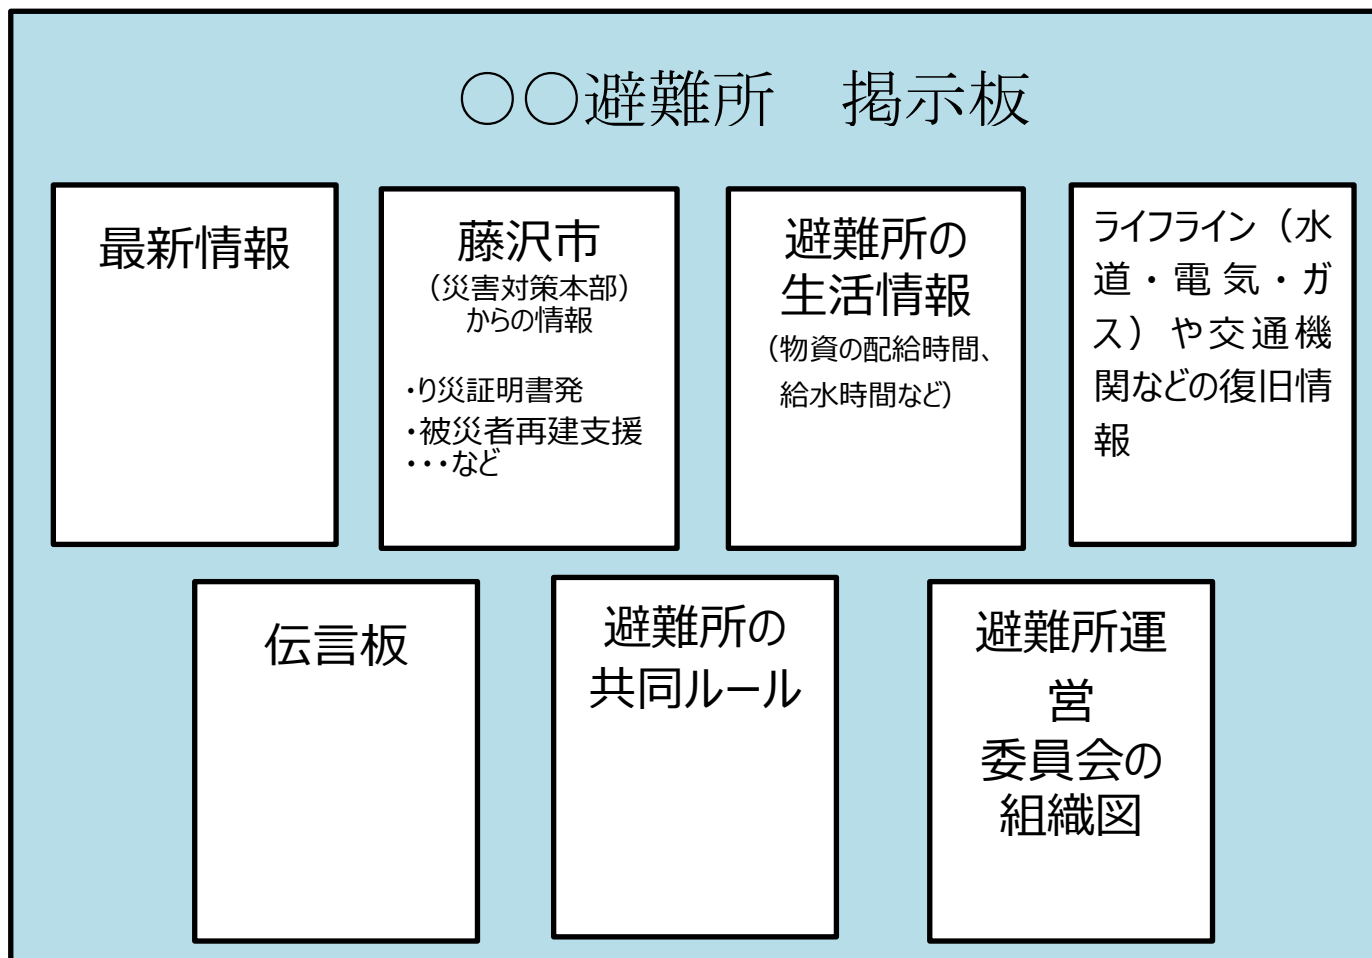 ○○避難所　掲示板
最新情報
藤沢市
（災害対策本部）
からの情報
・り災証明書発
・被災者再建支援
・・・など
避難所の
生活情報
（物資の配給時間、
給水時間など）
ライフライン（水
道・電気・ガ
ス）や交通機
関などの復旧情
報
伝言板
避難所の
共同ルール
避難所運
営
委員会の
組織図